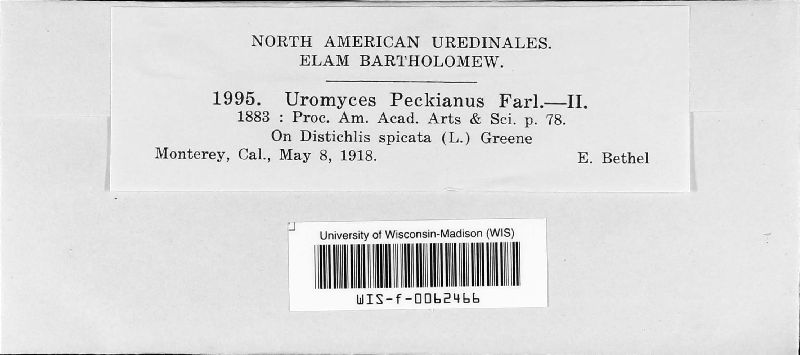 NORTH AMERICAN UREDINALES.
ELAM BARTHOLOMEW.
1995. Uromyces Peckianus Farl.—II.
1883 : Proc. Am. Acad. Arts & Sci. p. 78.
On Distichlis spicata (L.) Greene
Monterey, Cal., May 8, 1918. E. Bethel
University of Wisconsin-Madison (WIS)
WIS-f-0062466